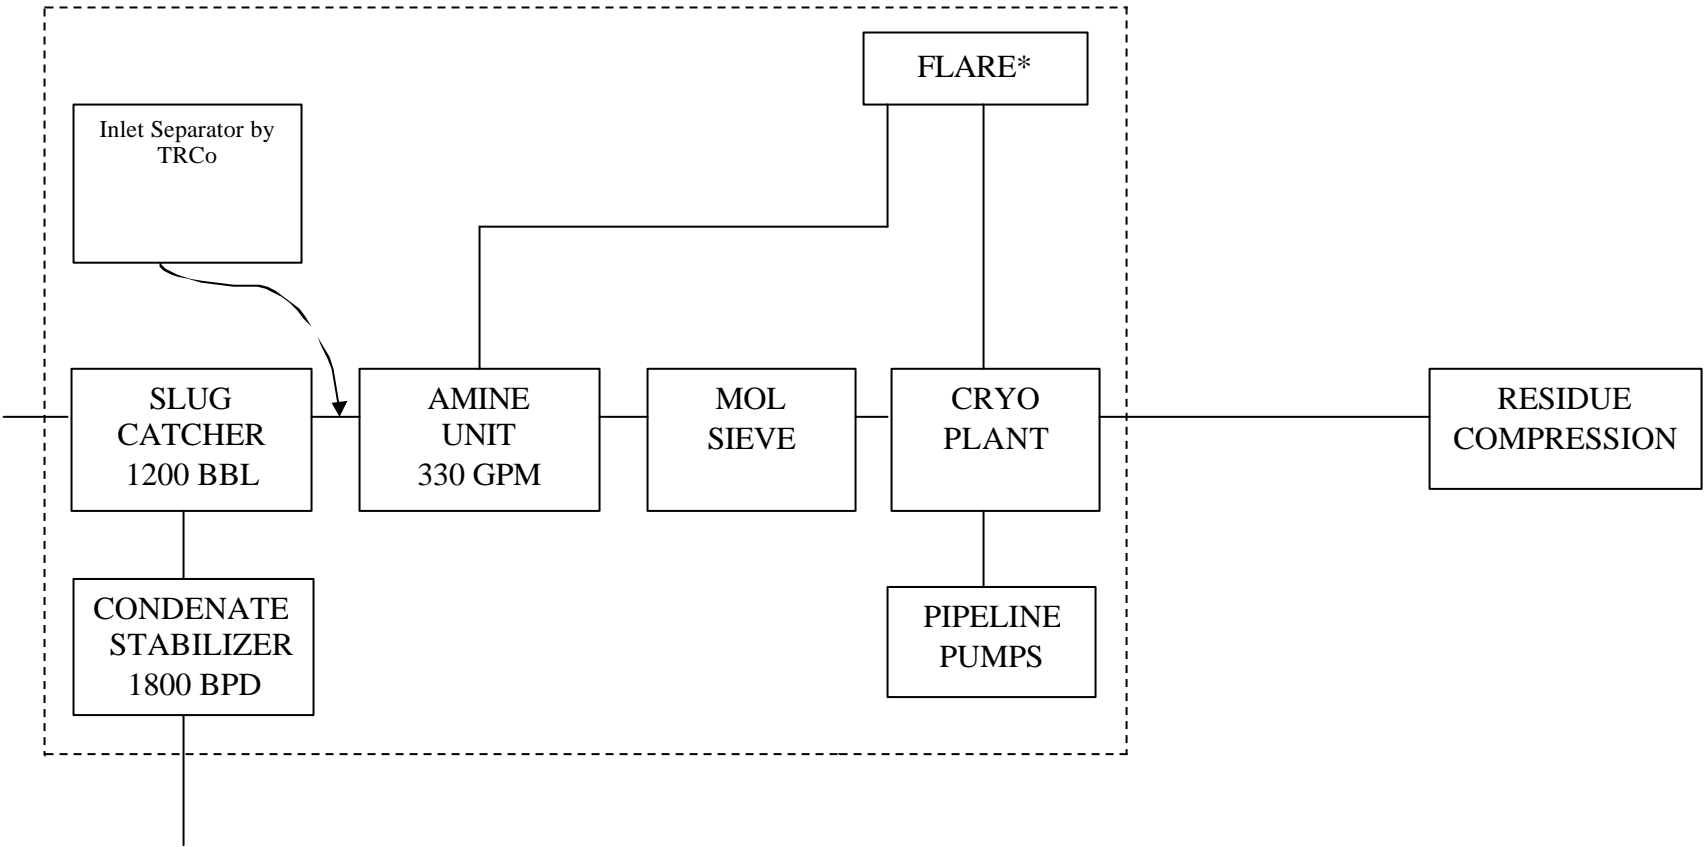 FLARE*
Inlet Separator by
TRCo
SLUG
CATCHER
1200 BBL
AMINE
UNIT
330 GPM
MOL
SIEVE
CRYO
PLANT
RESIDUE
COMPRESSION
CONDENATE
STABILIZER
1800 BPD
PIPELINE
PUMPS